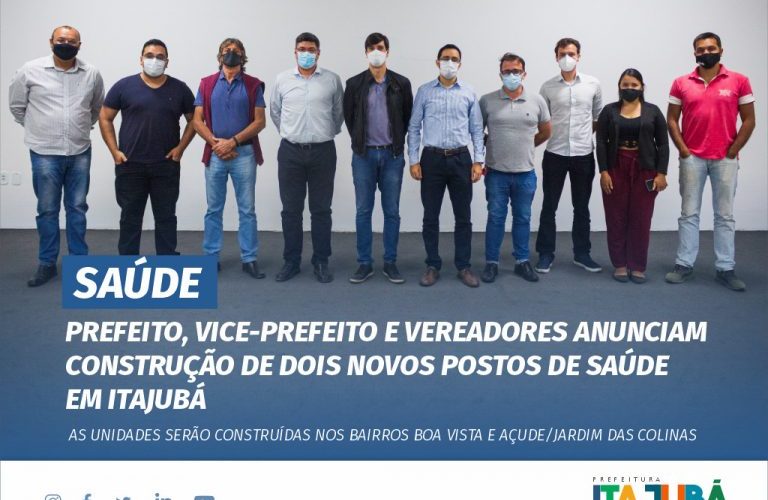 SAÚDE
PREFEITO, VICE-PREFEITO E VEREADORES ANUNCIAM
CONSTRUÇÃO DE DOIS NOVOS POSTOS DE SAÚDE
EM ITAJUBÁ
AS UNIDADES SERÃO CONSTRUÍDAS NOS BAIRROS BOA VISTA E AÇUDE/JARDIM DAS COLINAS
PREFEITURA
ITAJUBÁ